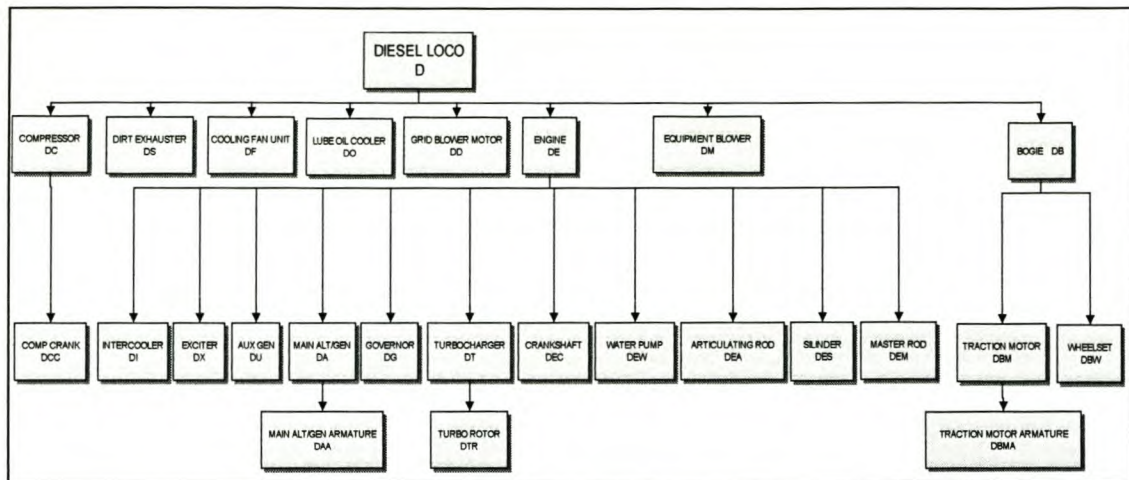 DIESEL LOCO
D
COMPRESSOR
DC
DIRT EXHAUSTER
DS
COOLING FAN UNIT
DF
LUBE OIL COOLER
DO
GRID BLOWER MOTOR
DD
ENGINE
DE
EQUIPMENT BLOWER
DM
BOGIE DB
COMP CRANK
DCC
INTERCOOLER
DI
EXCITER
DX
AUX GEN
DU
MAIN ALT/GEN
DA
GOVERNOR
DG
TURBOCHARGER
DT
CRANKSHAFT
DEC
WATER PUMP
DEW
ARTICULATING ROD
DEA
SILINDER
DES
MASTER ROD
DEM
TRACTION MOTOR
DBM
WHEELSET
DBW
MAIN ALT/GEN ARMATURE
DAA
TURBO ROTOR
DTR
TRACTION MOTOR ARMATURE
DBMA